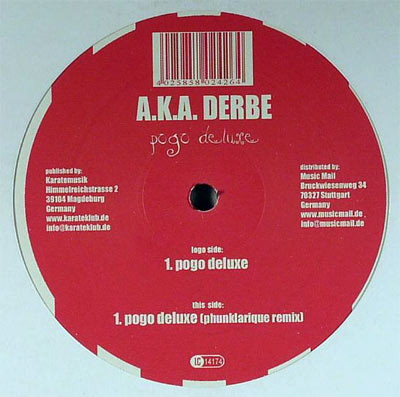 4025858024264
A.K.A. DERBE
pogo deluxe
published by:
Karatemusik
Himmelreichstrasse 2
39104 Magdeburg
Germany
www.karateklub.de
info@karateklub.de
distributed by:
Music Mail
Bruckwiesenweg 34
70327 Stuttgart
Germany
www.musicmail.de
info@musicmail.de
logo side:
1. pogo deluxe
this side:
1. pogo deluxe (phunklarique remix)
LC 14174